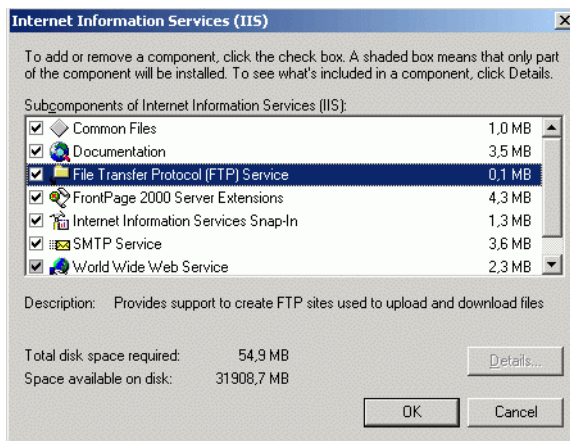 Internet Information Services (IIS)
To add or remove a component, click the check box. A shaded box means that only part
of the component will be installed. To see what's included in a component, click Details.
Subcomponents of Internet Information Services (IIS):
Common Files 1,0 MB
Documentation 3,5 MB
File Transfer Protocol (FTP) Service 0,1 MB
FrontPage 2000 Server Extensions 4,3 MB
Internet Information Services Snap-In 1,3 MB
SMTP Service 3,6 MB
World Wide Web Service 2,3 MB
Description: Provides support to create FTP sites used to upload and download files
Total disk space required: 54,9 MB
Space available on disk: 31908,7 MB
Details...
OK Cancel